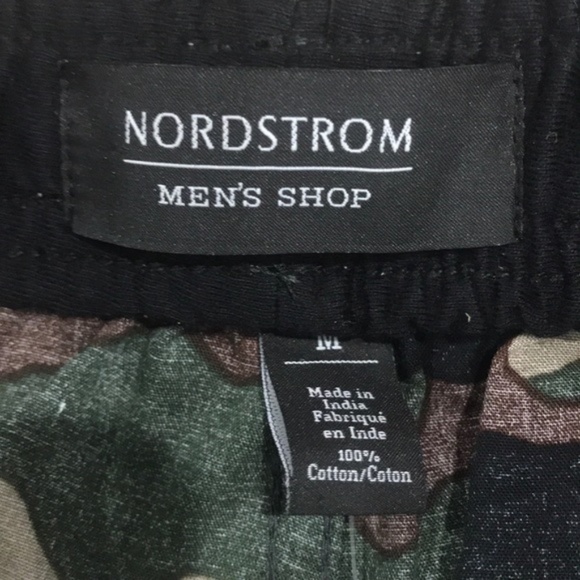 NORDSTROM
MEN'S SHOP
M
Made in
India
Fabriqué
en Inde
100%
Cotton/Coton